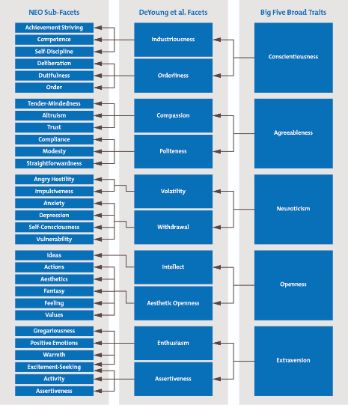 NEO Sub-Facets
DeYoung et al. Facets
Big Five Broad Traits
Achievement Striving
Competence
Self-Discipline
Deliberation
Dutifulness
Order
Industriousness
Orderliness
Conscientiousness
Tender-Mindedness
Altruism
Trust
Compliance
Modesty
Straightforwardness
Compassion
Politeness
Agreeableness
Angry Hostility
Impulsiveness
Anxiety
Depression
Self-Consciousness
Vulnerability
Volatility
Withdrawal
Neuroticism
Ideas
Actions
Aesthetics
Fantasy
Feeling
Values
Intellect
Aesthetic Openness
Openness
Gregariousness
Positive Emotions
Warmth
Excitement-Seeking
Activity
Assertiveness
Enthusiasm
Assertiveness
Extraversion